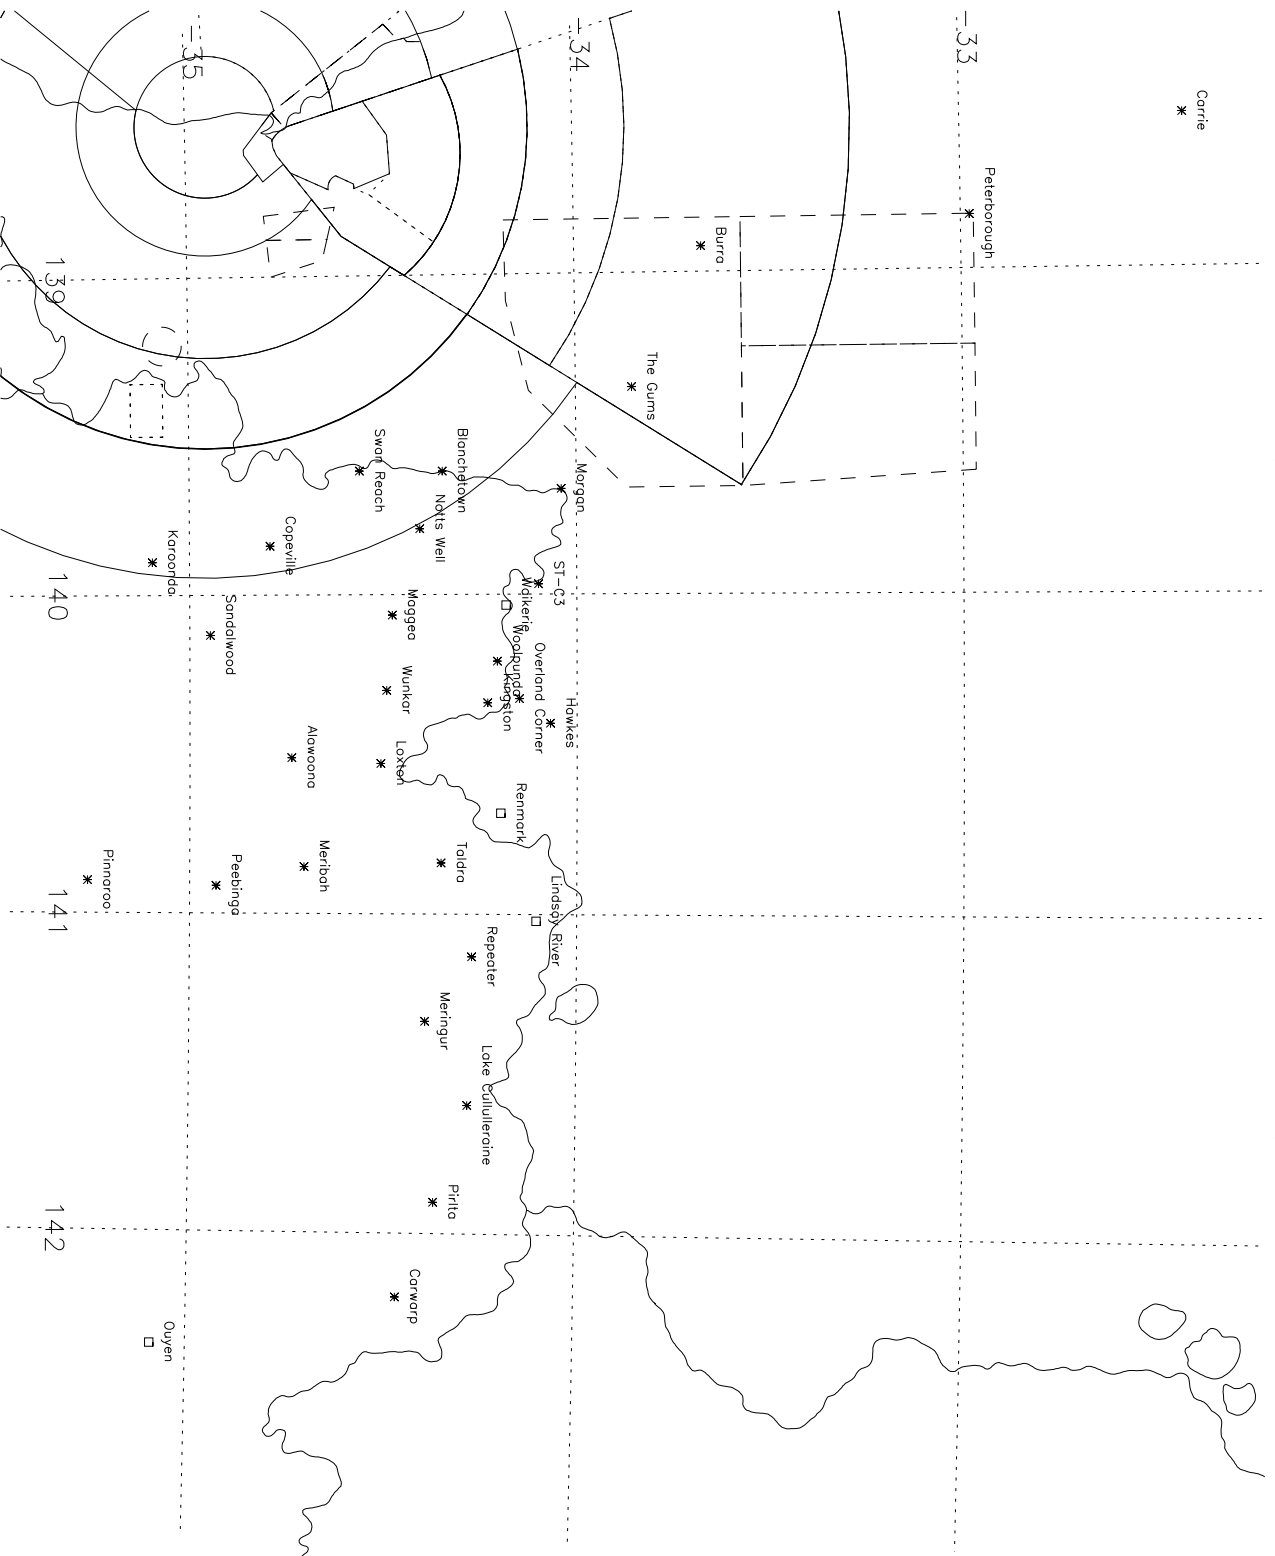 -35
-34
-33
Carrie
Peterborough
Burra
139
The Gums
Swan Reach
Blanchetown
Morgan
Notts Well
Copeville
Karoonda
ST-C3
140
Waikerie
Maggea
Sandalwood
Woolpunda
Overland Corner
Wunkar
Kingston
Hawkes
Alawoona
Loxton
Renmark
Taldra
Meribah
Peebinga
Pinnaroo
141
Lindsay River
Repeater
Meringur
Lake Cullulleraine
Pirlta
142
Carwarp
Ouyen